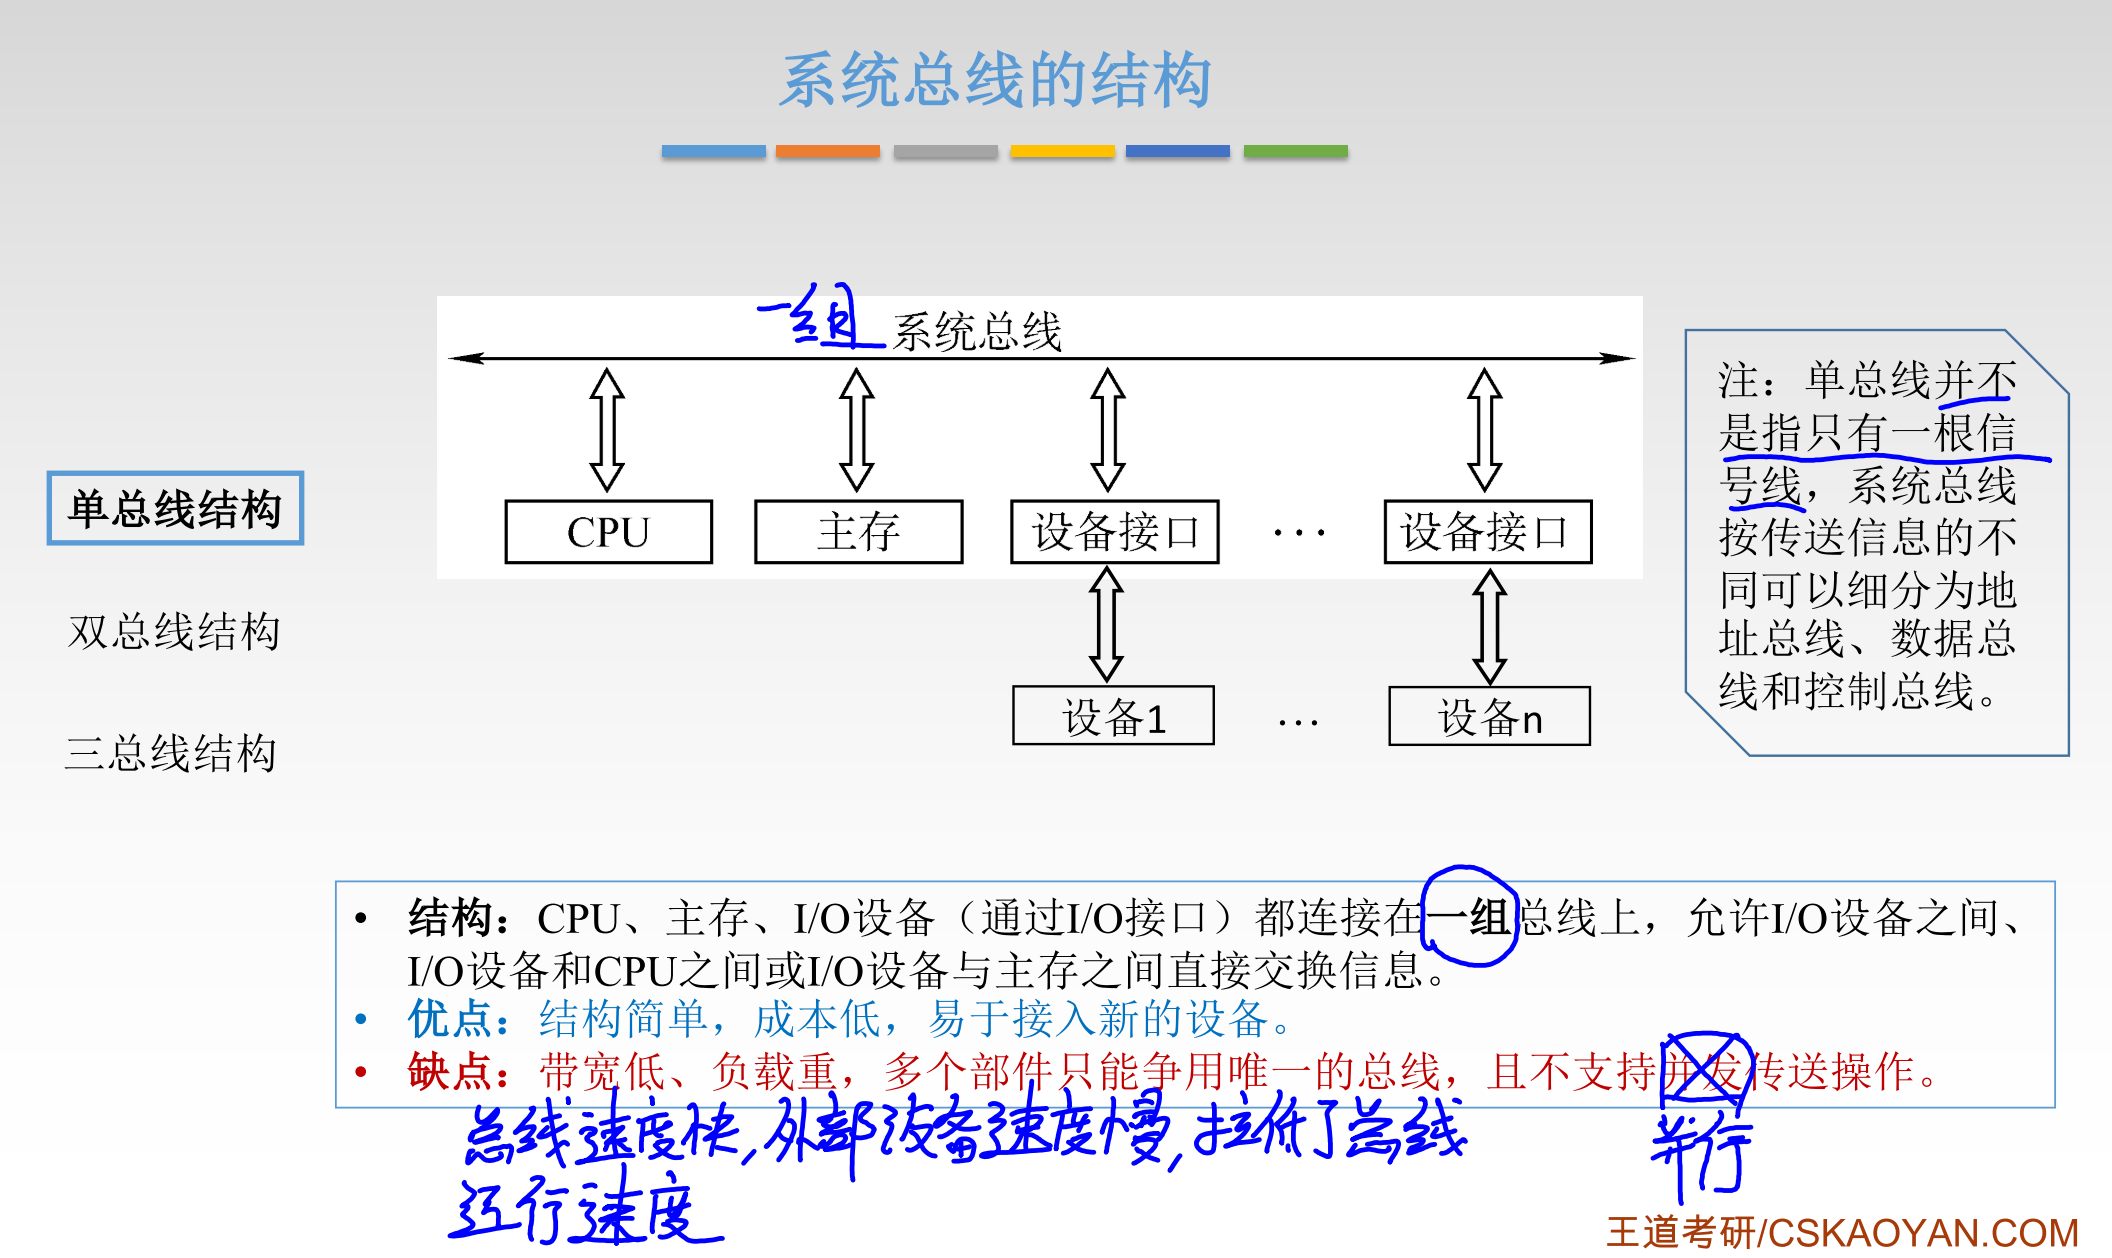 系统总线的结构
一组 系统总线
CPU
主存
设备接口
···
设备接口
设备1
···
设备n
单总线结构
双总线结构
三总线结构
注：单总线并不
是指只有一根信
号线，系统总线
按传送信息的不
同可以细分为地
址总线、数据总
线和控制总线。
• 结构：CPU、主存、I/O设备（通过I/O接口）都连接在一组总线上，允许I/O设备之间、
I/O设备和CPU之间或I/O设备与主存之间直接交换信息。
• 优点：结构简单，成本低，易于接入新的设备。
• 缺点：带宽低、负载重，多个部件只能争用唯一的总线，且不支持并发传送操作。
并行
总线速度快,外部设备速度慢,拉低了总线
运行速度
王道考研/CSKAOYAN.COM